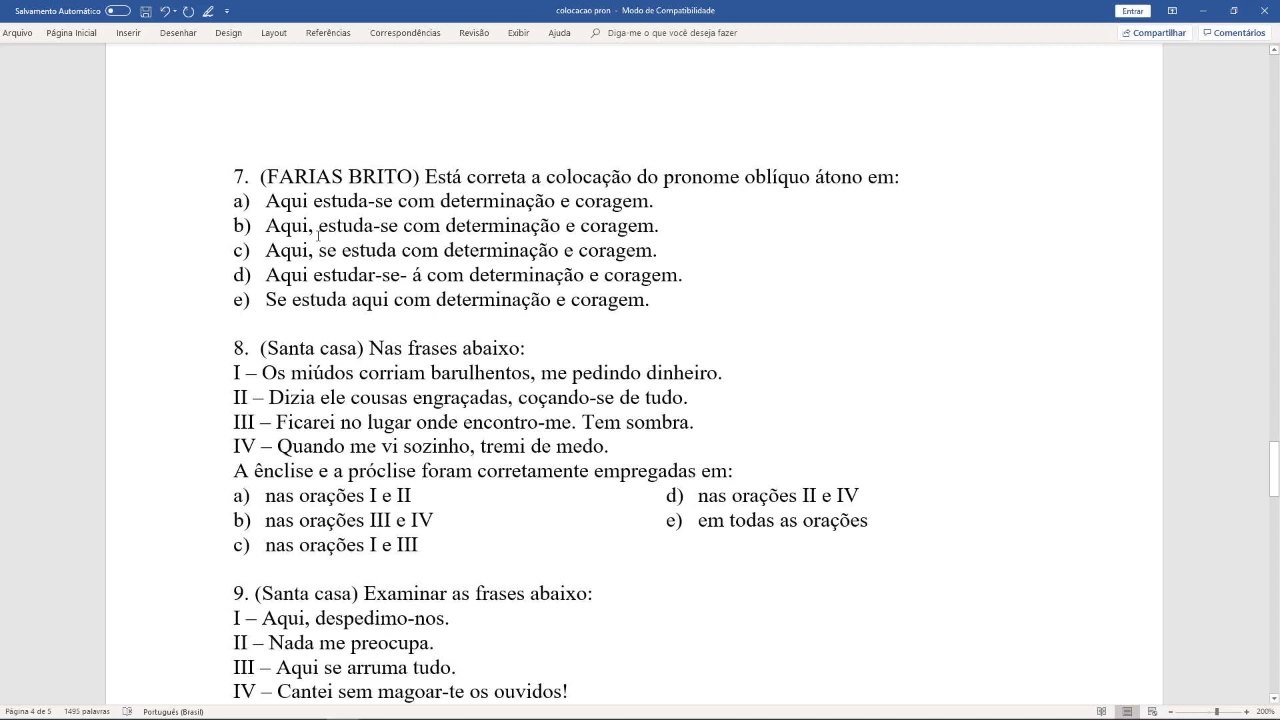 Salvamento Automático
colocacao pron - Modo de Compatibilidade
Entrar
Arquivo Página Inicial Inserir Desenhar Design Layout Referências Correspondências Revisão Exibir Ajuda Diga-me o que você deseja fazer Compartilhar Comentários
7. (FARIAS BRITO) Está correta a colocação do pronome oblíquo átono em:
a) Aqui estuda-se com determinação e coragem.
b) Aqui, estuda-se com determinação e coragem.
c) Aqui, se estuda com determinação e coragem.
d) Aqui estudar-se- á com determinação e coragem.
e) Se estuda aqui com determinação e coragem.
8. (Santa casa) Nas frases abaixo:
I – Os miúdos corriam barulhentos, me pedindo dinheiro.
II – Dizia ele cousas engraçadas, coçando-se de tudo.
III – Ficarei no lugar onde encontro-me. Tem sombra.
IV – Quando me vi sozinho, tremi de medo.
A ênclise e a próclise foram corretamente empregadas em:
a) nas orações I e II
b) nas orações III e IV
c) nas orações I e III
d) nas orações II e IV
e) em todas as orações
9. (Santa casa) Examinar as frases abaixo:
I – Aqui, despedimo-nos.
II – Nada me preocupa.
III – Aqui se arruma tudo.
IV – Cantei sem magoar-te os ouvidos!
Página 4 de 5 1495 palavras Português (Brasil) 200%